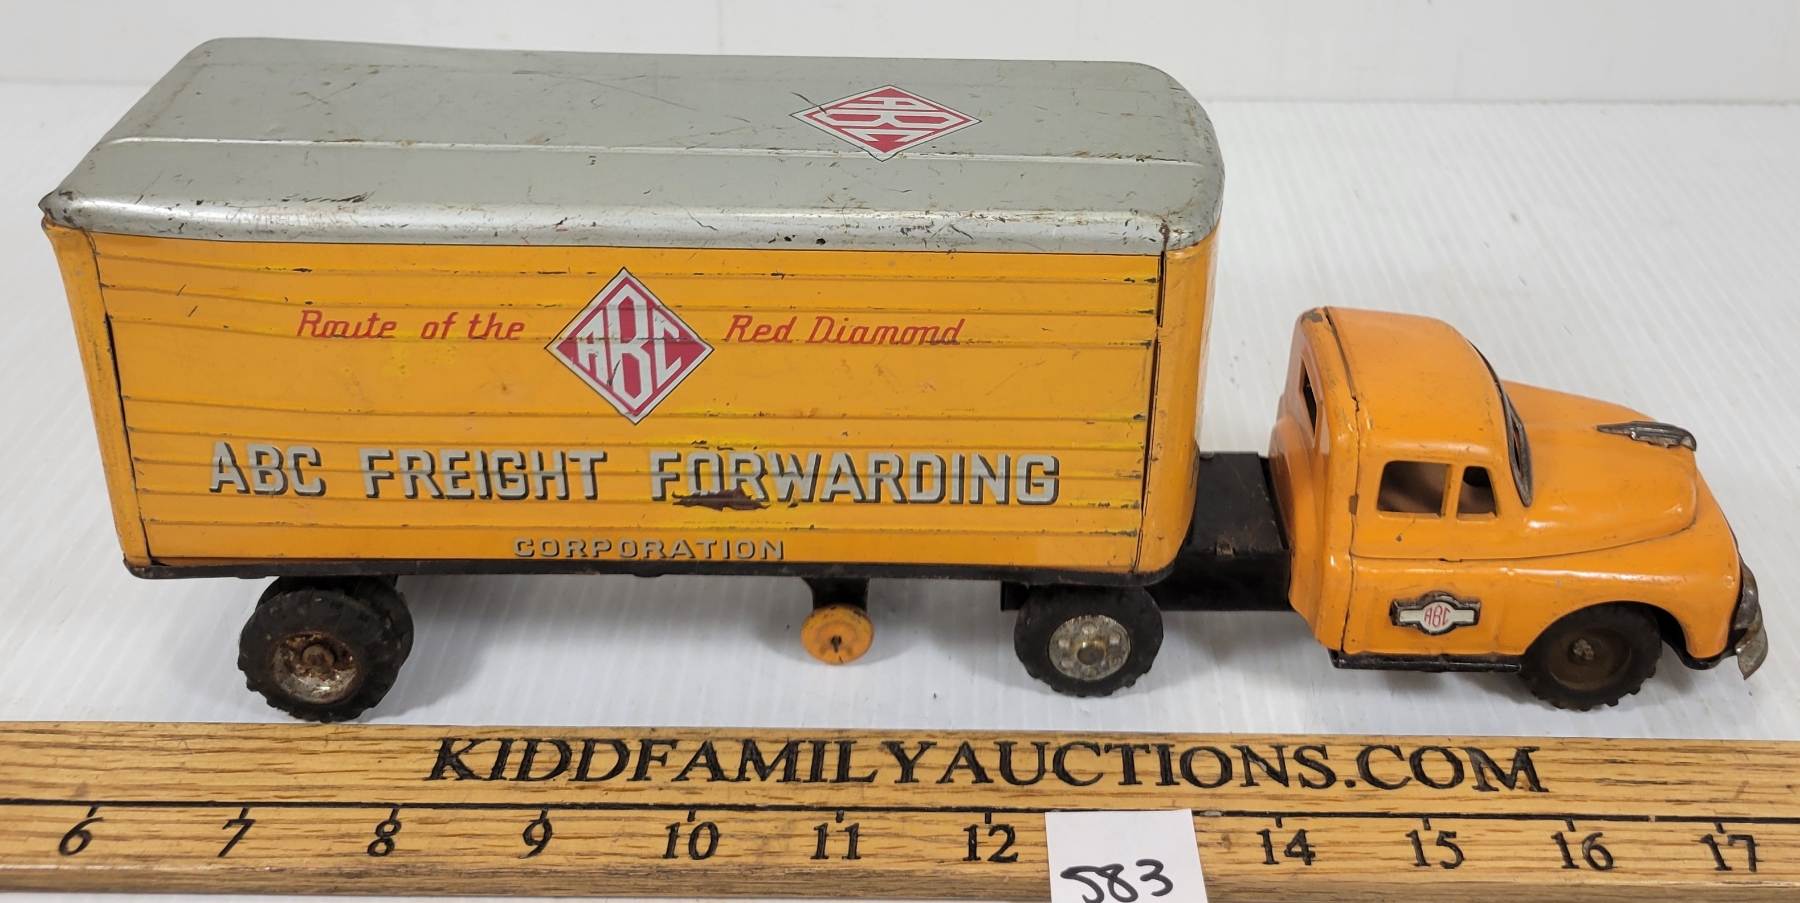 ABC
Route of the ABC Red Diamond
ABC FREIGHT FORWARDING
CORPORATION
ABC
KIDDFAMILYAUCTIONS.COM
6 7 8 9 10 11 12 14 15 16 17
583